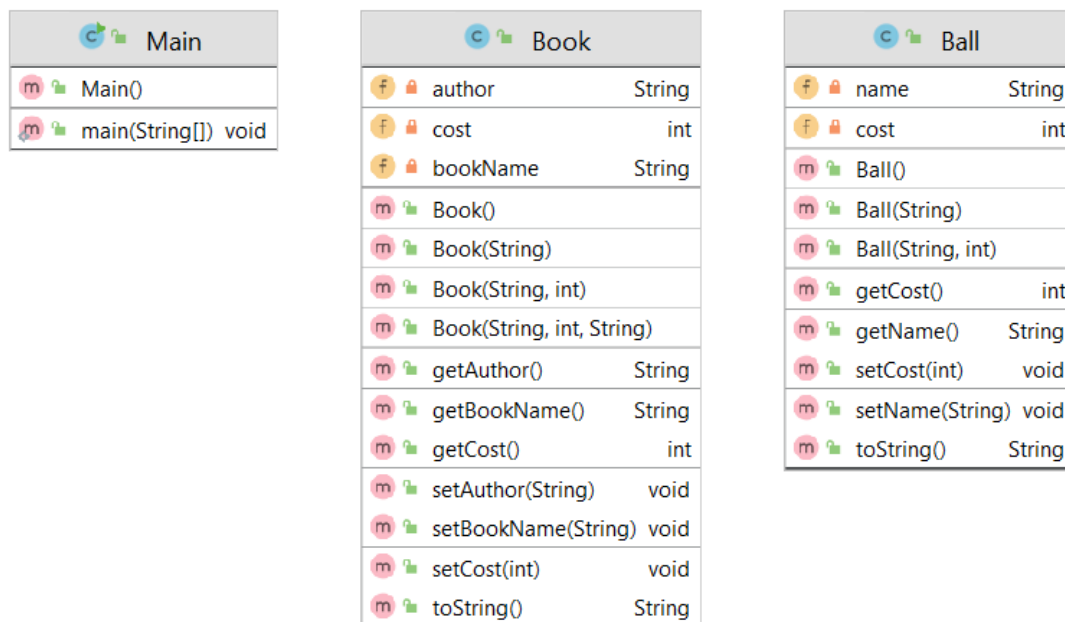 Main
Main()
main(String[]) void
Book
author String
cost int
bookName String
Book()
Book(String)
Book(String, int)
Book(String, int, String)
getAuthor() String
getBookName() String
getCost() int
setAuthor(String) void
setBookName(String) void
setCost(int) void
toString() String
Ball
name String
cost int
Ball()
Ball(String)
Ball(String, int)
getCost() int
getName() String
setCost(int) void
setName(String) void
toString() String